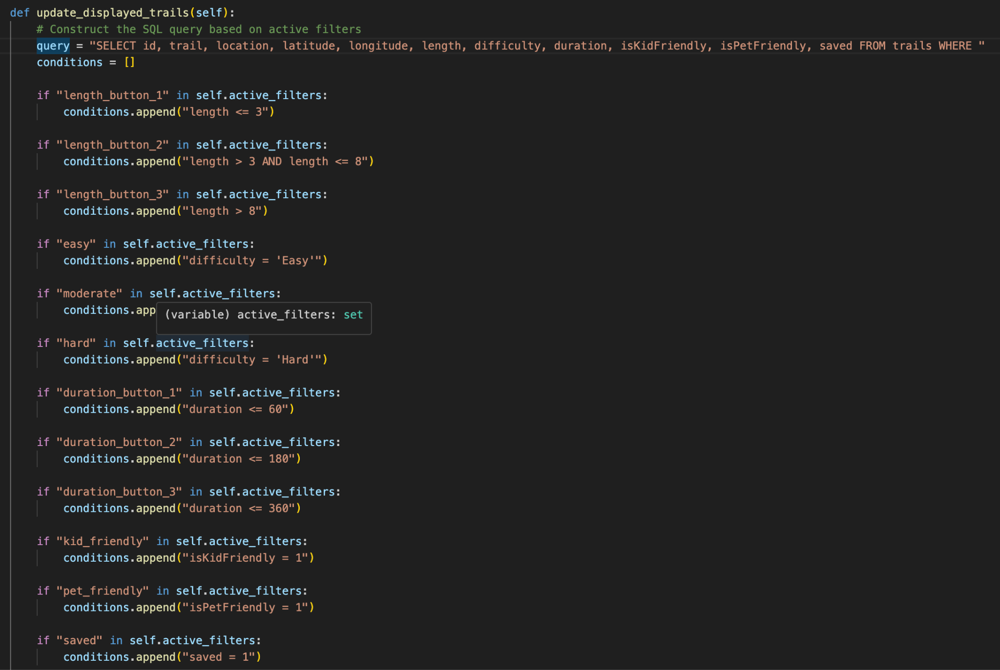 def update_displayed_trails(self):
# Construct the SQL query based on active filters
query = "SELECT id, trail, location, latitude, longitude, length, difficulty, duration, isKidFriendly, isPetFriendly, saved FROM trails WHERE "
conditions = []
if "length_button_1" in self.active_filters:
conditions.append("length <= 3")
if "length_button_2" in self.active_filters:
conditions.append("length > 3 AND length <= 8")
if "length_button_3" in self.active_filters:
conditions.append("length > 8")
if "easy" in self.active_filters:
conditions.append("difficulty = 'Easy'")
if "moderate" in self.active_filters:
conditions.app
(variable) active_filters: set
if "hard" in self.active_filters:
conditions.append("difficulty = 'Hard'")
if "duration_button_1" in self.active_filters:
conditions.append("duration <= 60")
if "duration_button_2" in self.active_filters:
conditions.append("duration <= 180")
if "duration_button_3" in self.active_filters:
conditions.append("duration <= 360")
if "kid_friendly" in self.active_filters:
conditions.append("isKidFriendly = 1")
if "pet_friendly" in self.active_filters:
conditions.append("isPetFriendly = 1")
if "saved" in self.active_filters:
conditions.append("saved = 1")